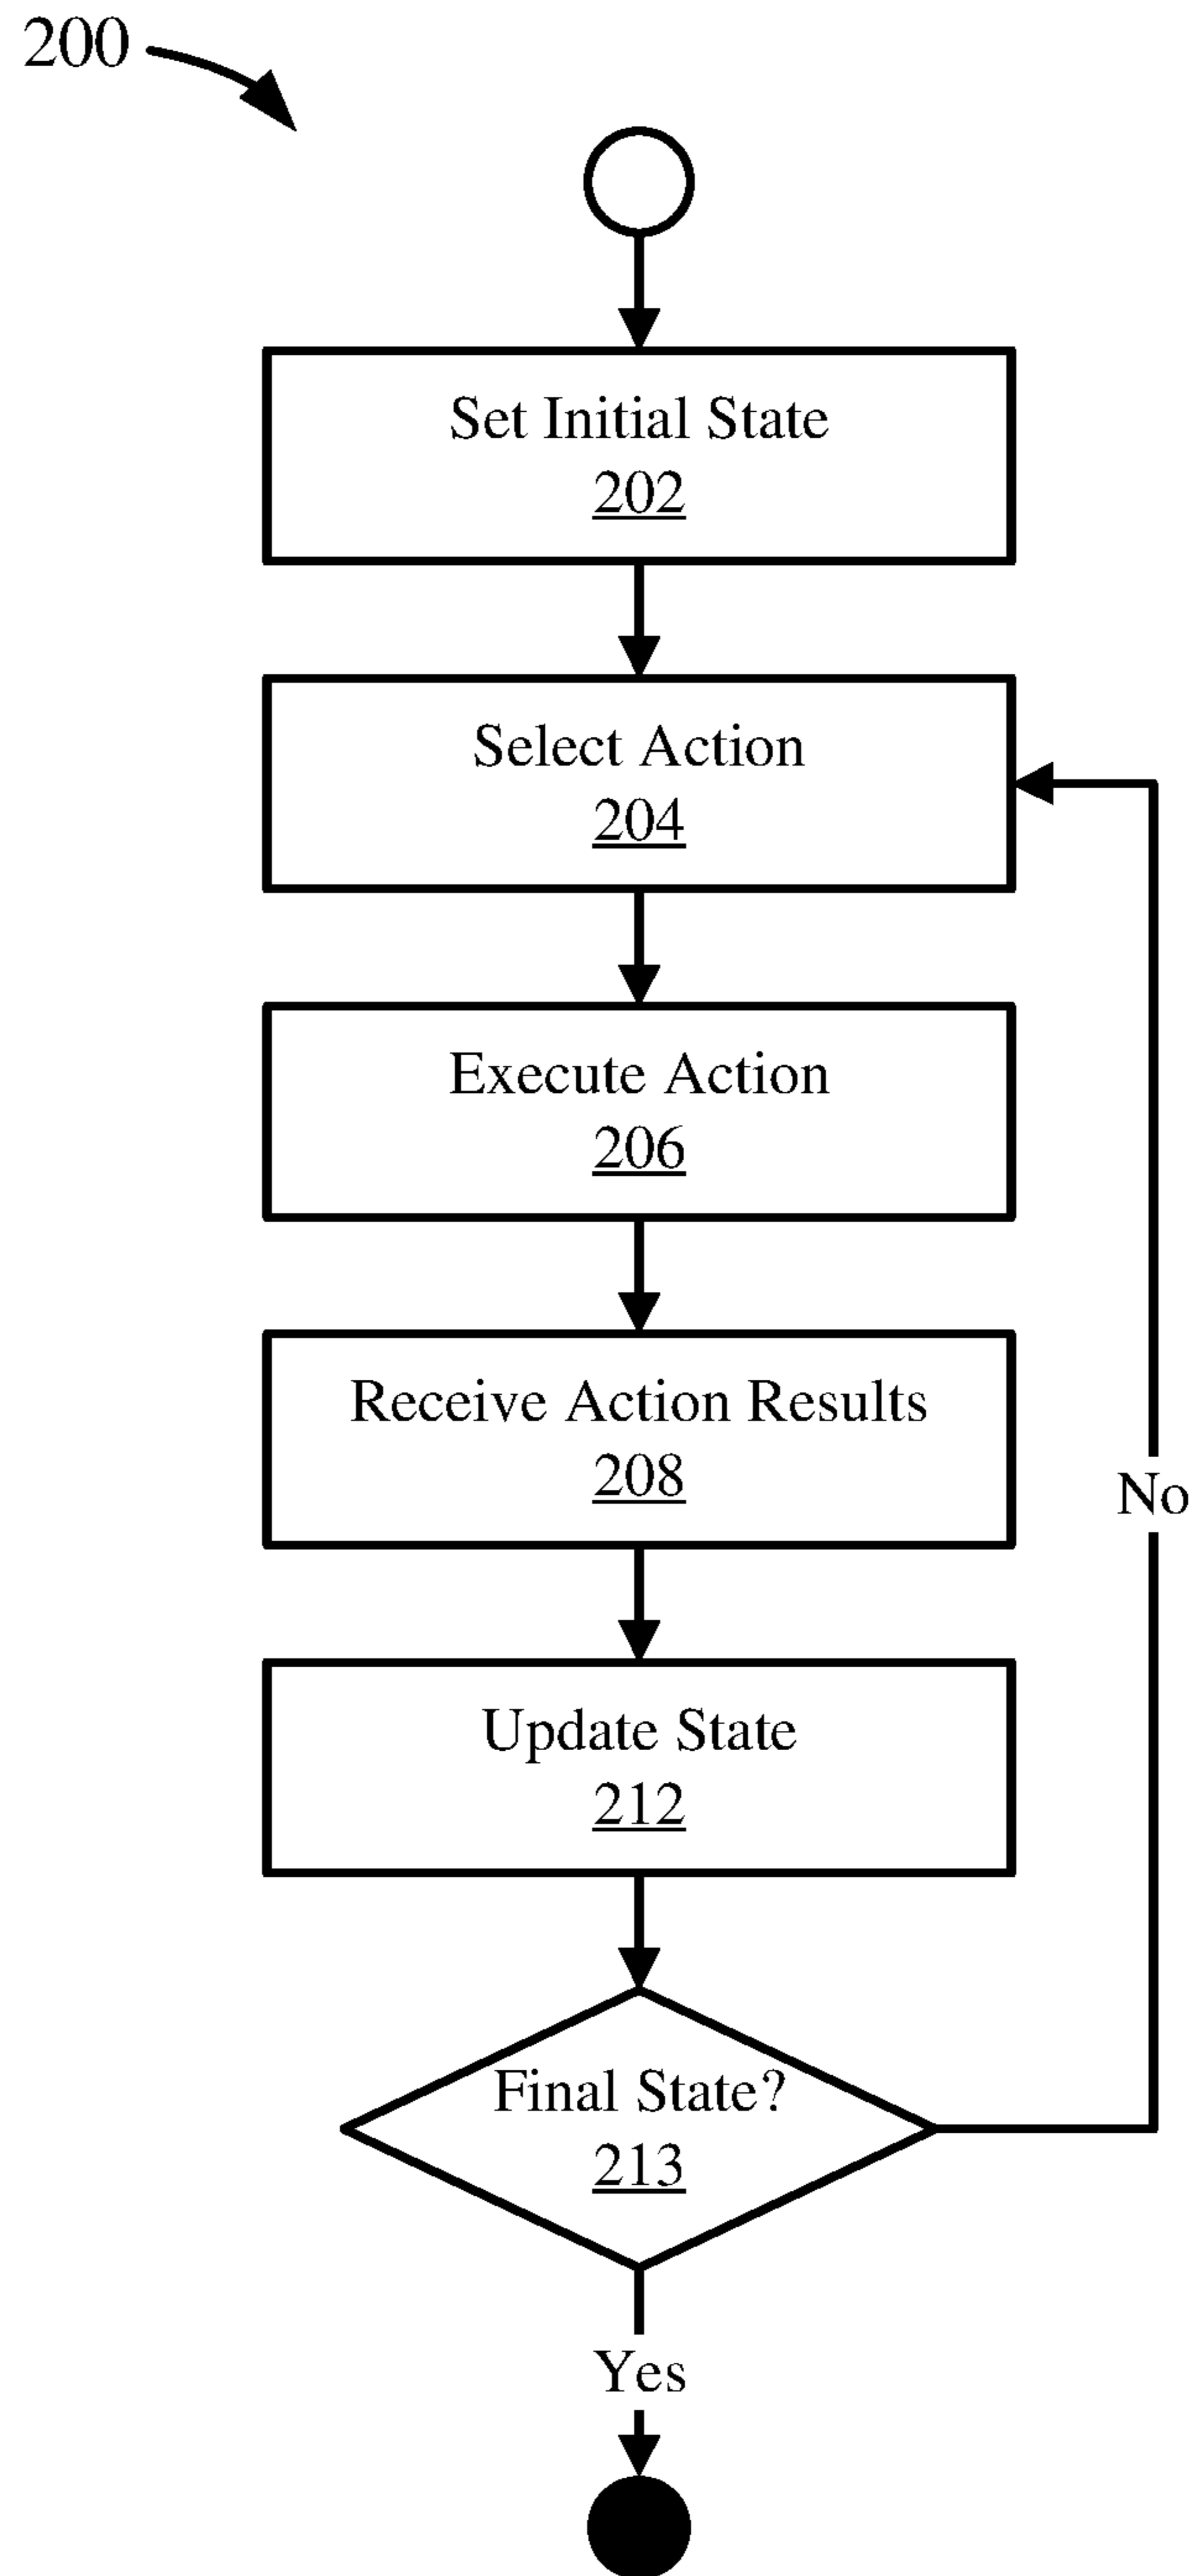 200
Set Initial State
202
Select Action
204
Execute Action
206
Receive Action Results
208
No
Update State
212
Final State?
213
Yes